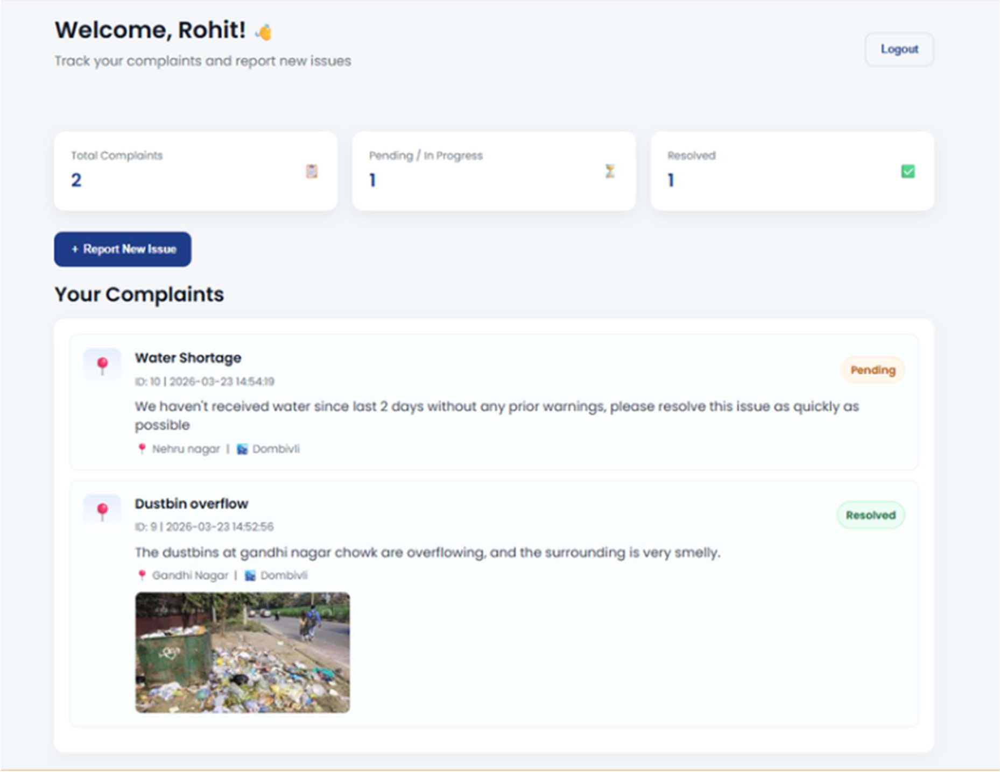 Welcome, Rohit! 👋
Track your complaints and report new issues
Logout
Total Complaints
2
Pending / In Progress
1
Resolved
1
+ Report New Issue
Your Complaints
Water Shortage
ID: 10 | 2026-03-23 14:54:19
Pending
We haven't received water since last 2 days without any prior warnings, please resolve this issue as quickly as
possible
📍 Nehru nagar | Dombivli
Dustbin overflow
ID: 9 | 2026-03-23 14:52:56
Resolved
The dustbins at gandhi nagar chowk are overflowing, and the surrounding is very smelly.
📍 Gandhi Nagar | Dombivli